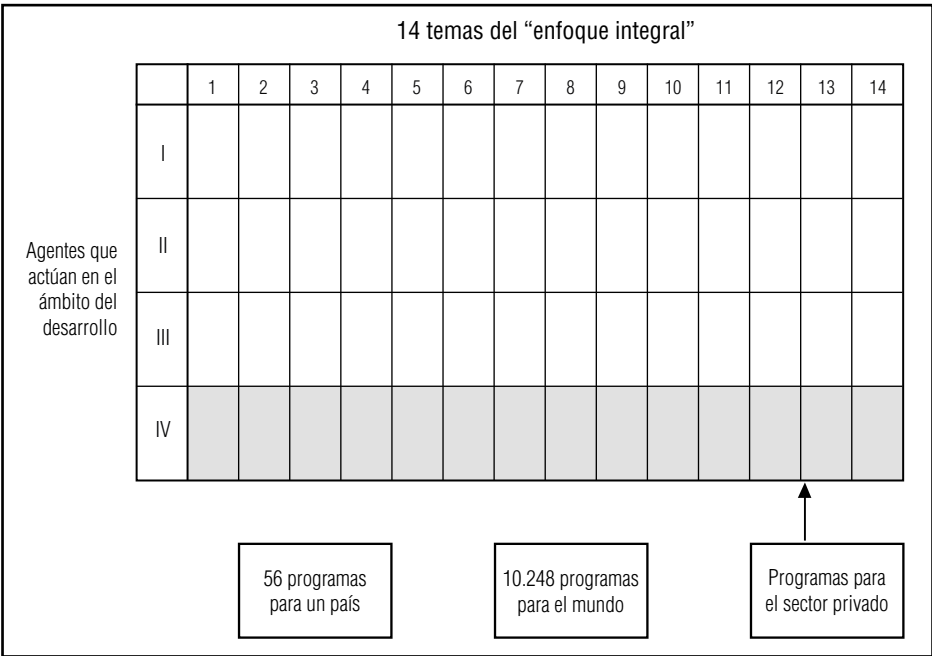 14 temas del “enfoque integral”
1 2 3 4 5 6 7 8 9 10 11 12 13 14
I
II
Agentes que
actúan en el
ámbito del
desarrollo
III
IV
56 programas
para un país
10.248 programas
para el mundo
Programas para
el sector privado